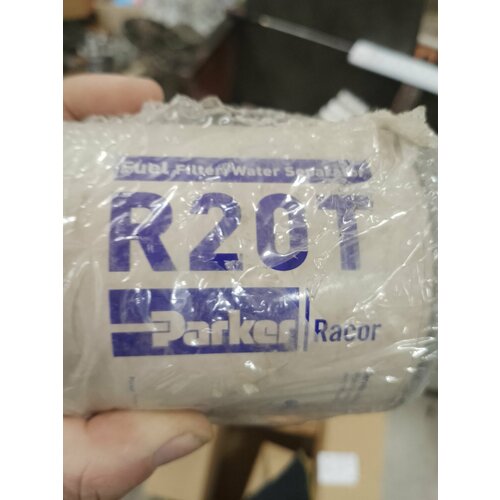 Fuel Filter/Water Separator
R20T
Parker | Racor